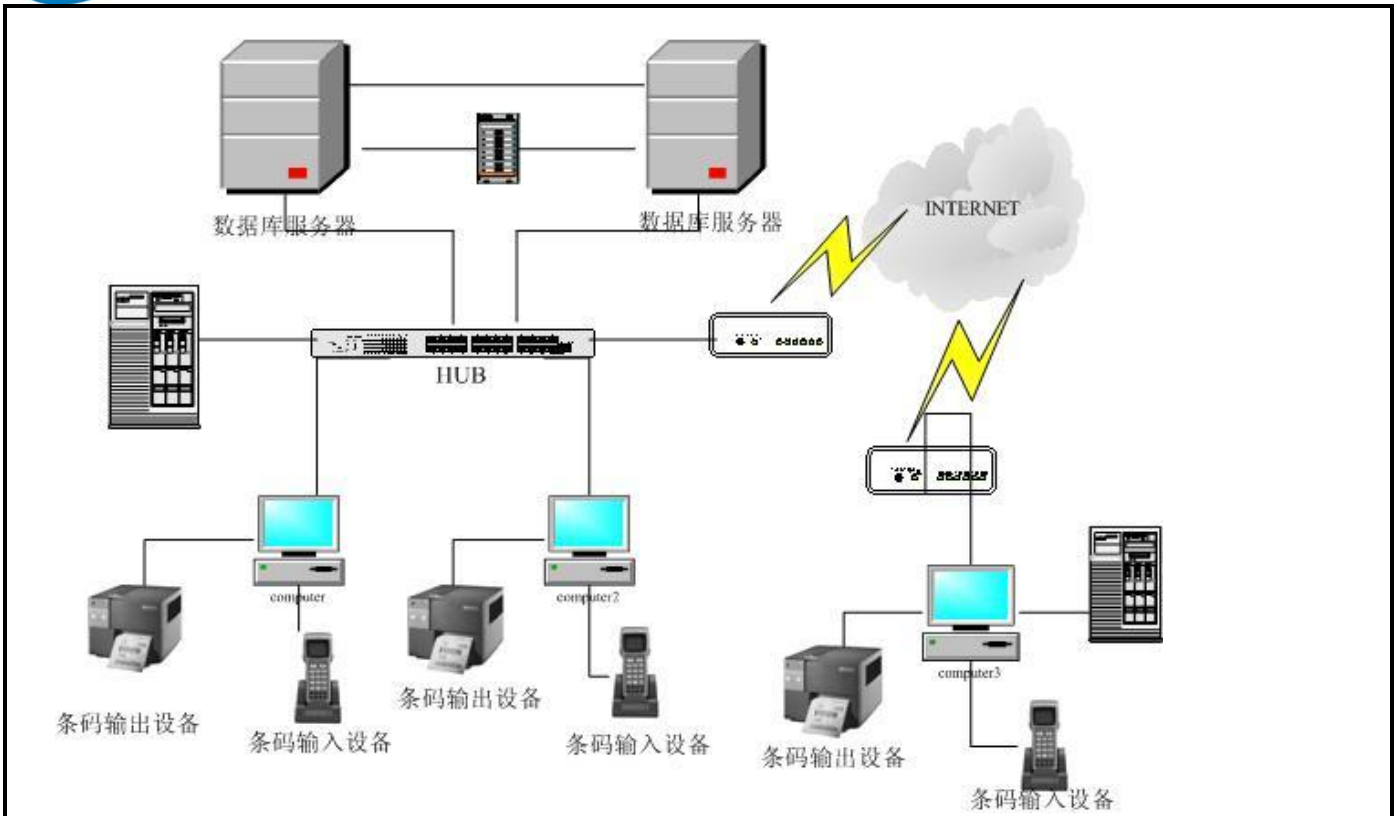 数据库服务器
数据库服务器
INTERNET
HUB
computer
computer2
computer3
条码输出设备
条码输入设备
条码输出设备
条码输入设备
条码输出设备
条码输入设备